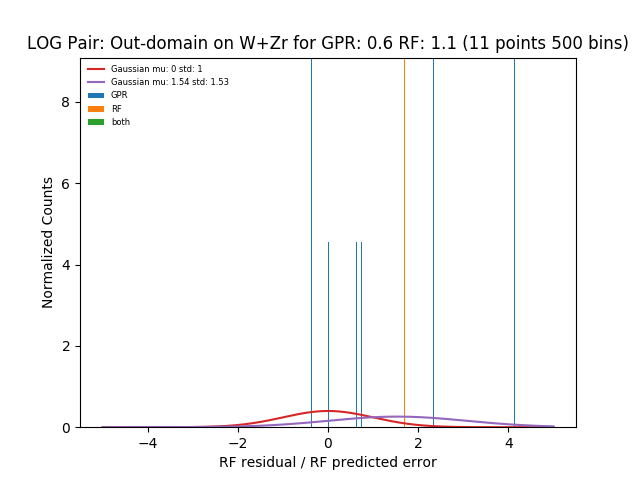 LOG Pair: Out-domain on W+Zr for GPR: 0.6 RF: 1.1 (11 points 500 bins)
Gaussian mu: 0 std: 1
Gaussian mu: 1.54 std: 1.53
GPR
RF
both
8
6
4
2
0
Normalized Counts
−4
−2
0
2
4
RF residual / RF predicted error